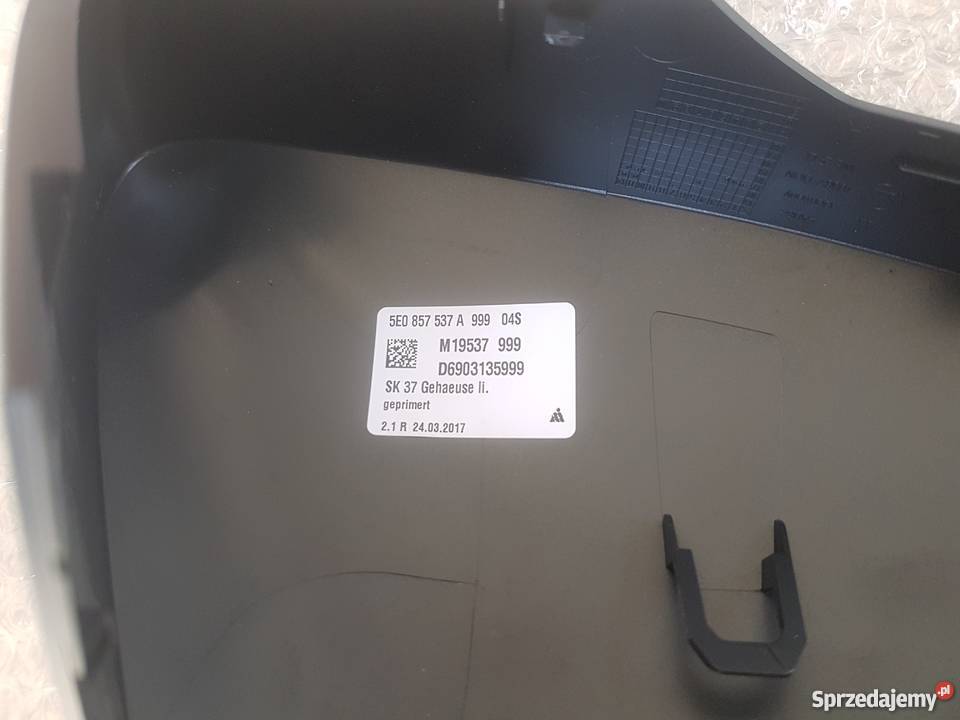 5E0 857 537 A 999 04S
M19537 999
D6903135999
SK 37 Gehaeuse li.
geprimert
2.1 R 24.03.2017
Sprzedajemy.pl